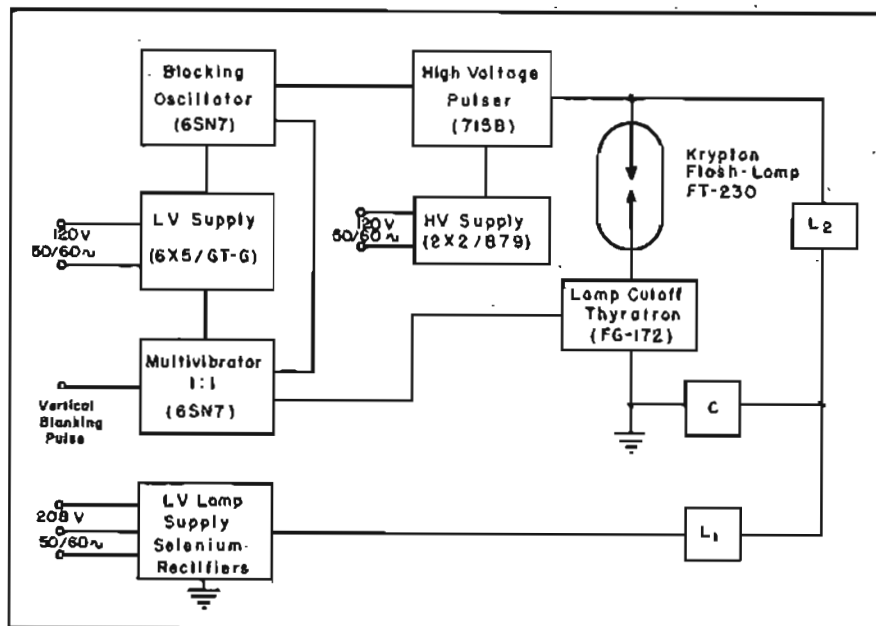 Blocking
Oscillator
(6SN7)
High Voltage
Pulser
(715B)
Krypton
Flash-Lamp
FT-230
LV Supply
(6X5/GT-G)
120V
50/60~
HV Supply
(2X2/879)
120V
50/60~
L2
Lamp Cutoff
Thyratron
(FG-172)
Multivibrator
1:1
(6SN7)
Vertical
Blanking
Pulse
C
LV Lamp
Supply
Selenium-
Rectifiers
208 V
50/60~
L1